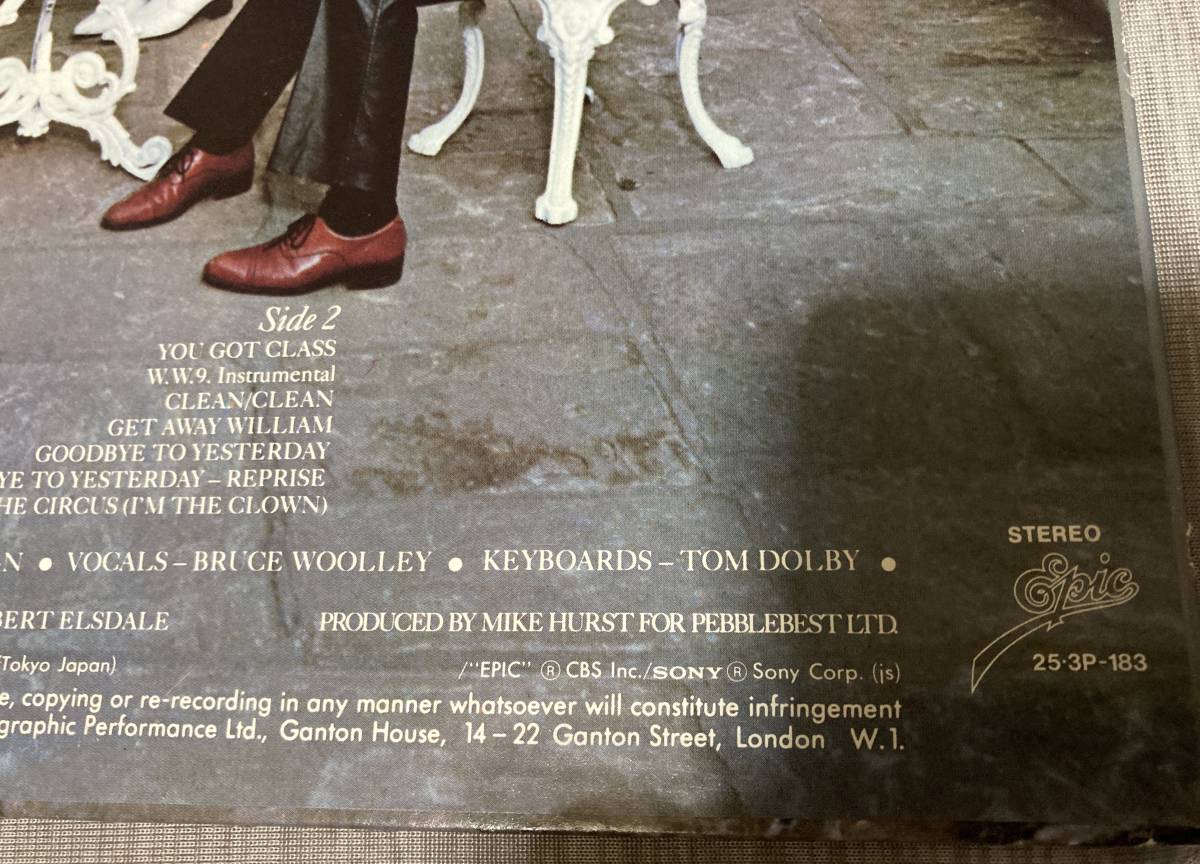 Side 2
YOU GOT CLASS
W.W.9. Instrumental
CLEAN/CLEAN
GET AWAY WILLIAM
GOODBYE TO YESTERDAY
YE TO YESTERDAY – REPRISE
HE CIRCUS (I'M THE CLOWN)
N • VOCALS – BRUCE WOOLLEY • KEYBOARDS – TOM DOLBY •
BERT ELSDALE PRODUCED BY MIKE HURST FOR PEBBLEBEST LTD.
Tokyo Japan) /"EPIC" ® CBS Inc./SONY ® Sony Corp. (js)
e, copying or re-recording in any manner whatsoever will constitute infringement
graphic Performance Ltd., Ganton House, 14 – 22 Ganton Street, London W.1.
STEREO
Epic
25·3P-183